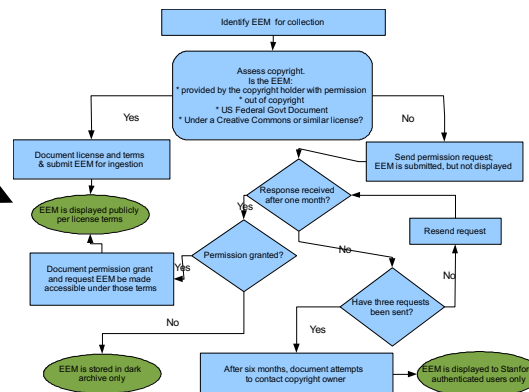 Identify EEM for collection
Assess copyright.
Is the EEM:
* provided by the copyright holder with permission
* out of copyright
* US Federal Govt Document
* Under a Creative Commons or similar license?
Yes
No
Document license and terms
& submit EEM for ingestion
Send permission request;
EEM is submitted, but not displayed
EEM is displayed publicly
per license terms
Response received
after one month?
Yes
No
Resend request
Document permission grant
and request EEM be made
accessible under those terms
Yes
Permission granted?
No
Have three requests
been sent?
No
Yes
EEM is stored in dark
archive only
After six months, document attempts
to contact copyright owner
EEM is displayed to Stanfo
authenticated users only